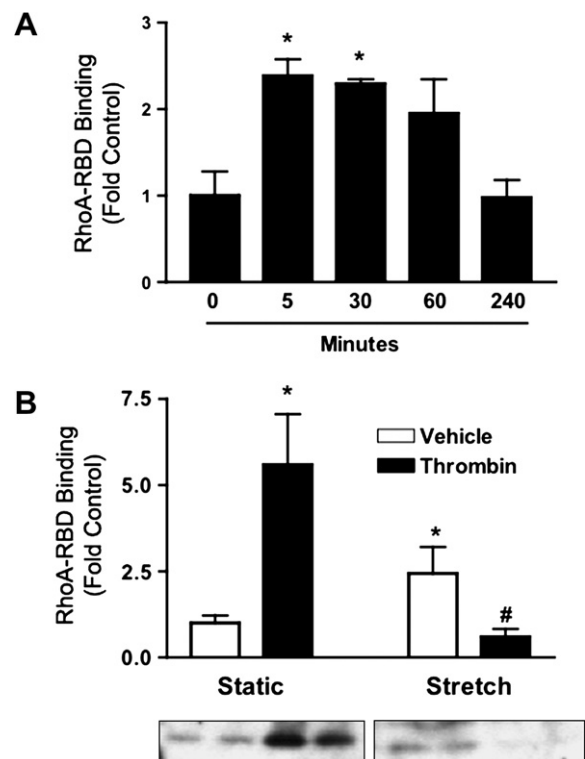 A
RhoA-RBD Binding
(Fold Control)
3
2
1
0
*
*
0 5 30 60 240
Minutes
B
RhoA-RBD Binding
(Fold Control)
7.5
5.0
2.5
0.0
*
Vehicle
Thrombin
*
#
Static Stretch